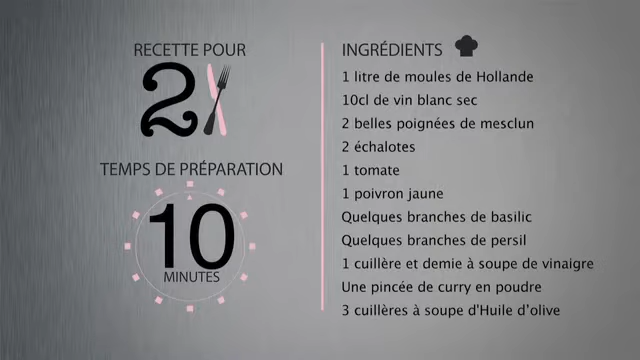 RECETTE POUR
2
TEMPS DE PRÉPARATION
10
MINUTES
INGRÉDIENTS
1 litre de moules de Hollande
10cl de vin blanc sec
2 belles poignées de mesclun
2 échalotes
1 tomate
1 poivron jaune
Quelques branches de basilic
Quelques branches de persil
1 cuillère et demie à soupe de vinaigre
Une pincée de curry en poudre
3 cuillères à soupe d'Huile d’olive